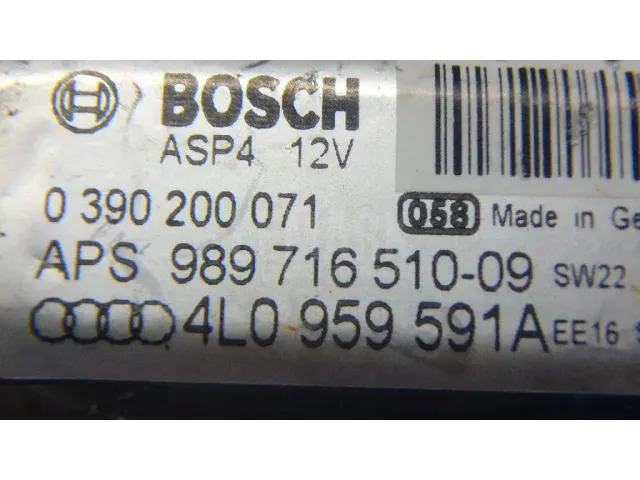 BOSCH
ASP4 12V
0 390 200 071 058 Made in Ge
APS 989 716 510-09 SW22
4L0 959 591A EE16